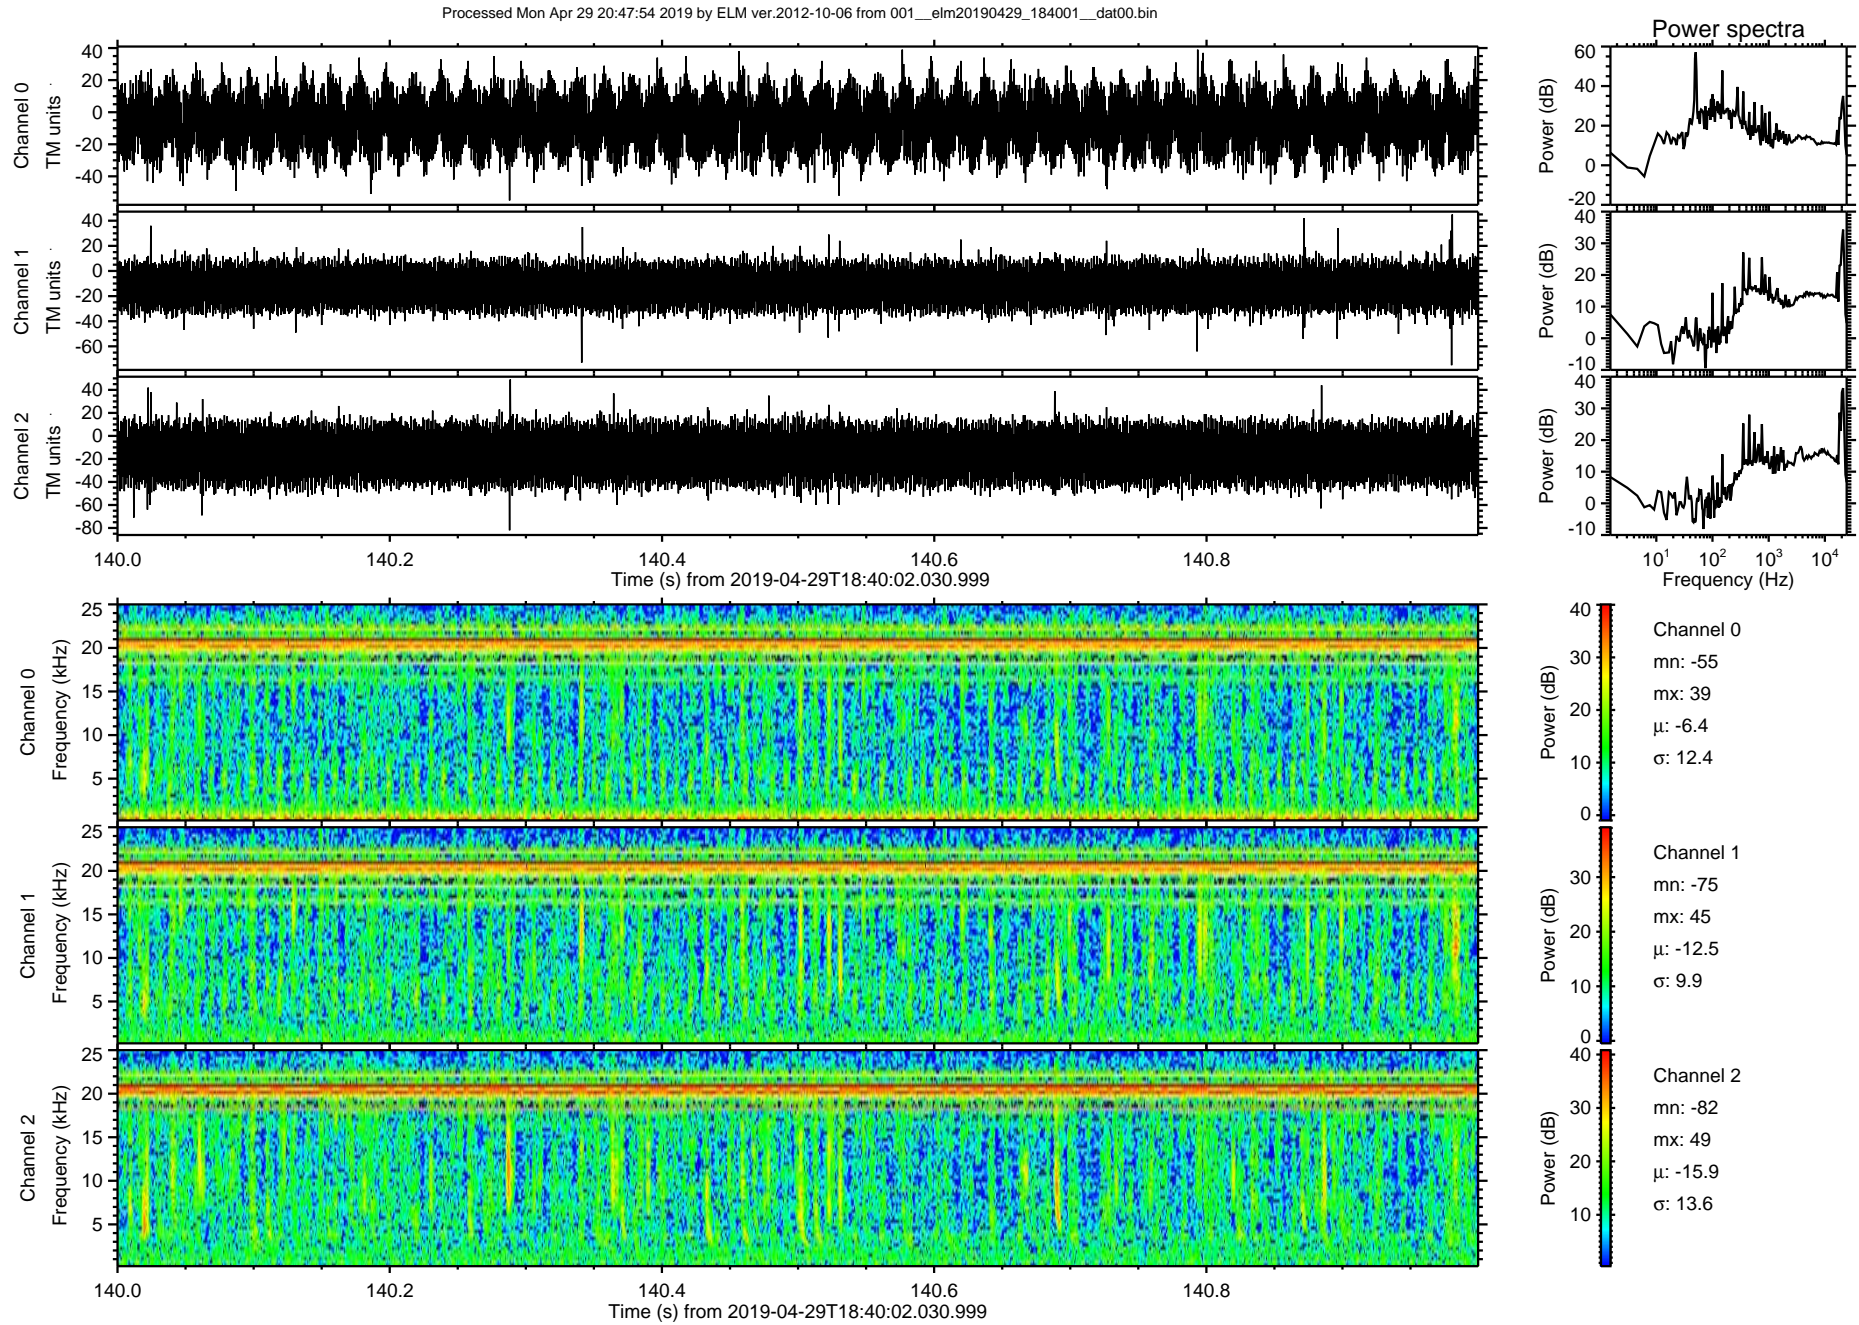 Processed Mon Apr 29 20:47:54 2019 by ELM ver.2012-10-06 from 001__elm20190429_184001__dat00.bin
Power spectra
Channel 0
TM units
40
20
0
-20
-40
Power (dB)
60
40
20
0
-20
Channel 1
TM units
40
20
0
-20
-40
-60
Power (dB)
40
30
20
10
0
-10
Channel 2
TM units
40
20
0
-20
-40
-60
-80
Power (dB)
40
30
20
10
0
-10
140.0 140.2 140.4 140.6 140.8
Time (s) from 2019-04-29T18:40:02.030.999
10¹ 10² 10³ 10⁴
Frequency (Hz)
Channel 0
Frequency (kHz)
25
20
15
10
5
Power (dB)
40
30
20
10
0
Channel 0
mn: -55
mx: 39
μ: -6.4
σ: 12.4
Channel 1
Frequency (kHz)
25
20
15
10
5
Power (dB)
30
20
10
0
Channel 1
mn: -75
mx: 45
μ: -12.5
σ: 9.9
Channel 2
Frequency (kHz)
25
20
15
10
5
Power (dB)
40
30
20
10
Channel 2
mn: -82
mx: 49
μ: -15.9
σ: 13.6
140.0 140.2 140.4 140.6 140.8
Time (s) from 2019-04-29T18:40:02.030.999